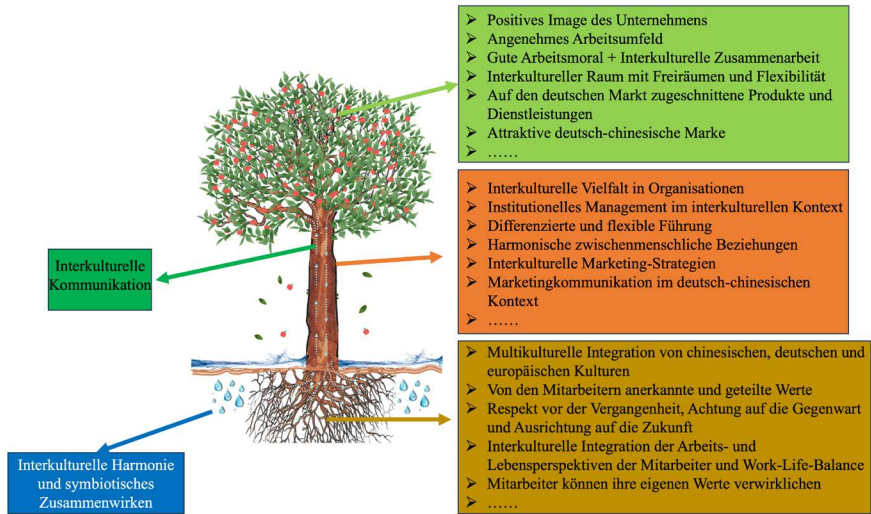 ➤ Positives Image des Unternehmens
➤ Angenehmes Arbeitsumfeld
➤ Gute Arbeitsmoral + Interkulturelle Zusammenarbeit
➤ Interkultureller Raum mit Freiräumen und Flexibilität
➤ Auf den deutschen Markt zugeschnittene Produkte und
Dienstleistungen
➤ Attraktive deutsch-chinesische Marke
➤ ……
➤ Interkulturelle Vielfalt in Organisationen
➤ Institutionelles Management im interkulturellen Kontext
➤ Differenzierte und flexible Führung
➤ Harmonische zwischenmenschliche Beziehungen
➤ Interkulturelle Marketing-Strategien
➤ Marketingkommunikation im deutsch-chinesischen
Kontext
➤ ……
Interkulturelle
Kommunikation
➤ Multikulturelle Integration von chinesischen, deutschen und
europäischen Kulturen
➤ Von den Mitarbeitern anerkannte und geteilte Werte
➤ Respekt vor der Vergangenheit, Achtung auf die Gegenwart
und Ausrichtung auf die Zukunft
➤ Interkulturelle Integration der Arbeits- und
Lebensperspektiven der Mitarbeiter und Work-Life-Balance
➤ Mitarbeiter können ihre eigenen Werte verwirklichen
➤ ……
Interkulturelle Harmonie
und symbiotisches
Zusammenwirken